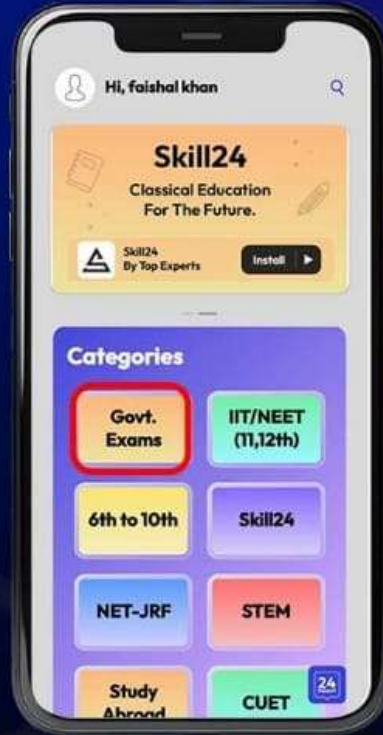 Hi, faishal khan
Skill24
Classical Education
For The Future.
Skill24
By Top Experts
Install
Categories
Govt.
Exams
IIT/NEET
(11,12th)
6th to 10th
Skill24
NET-JRF
STEM
Study
Abroad
CUET
24